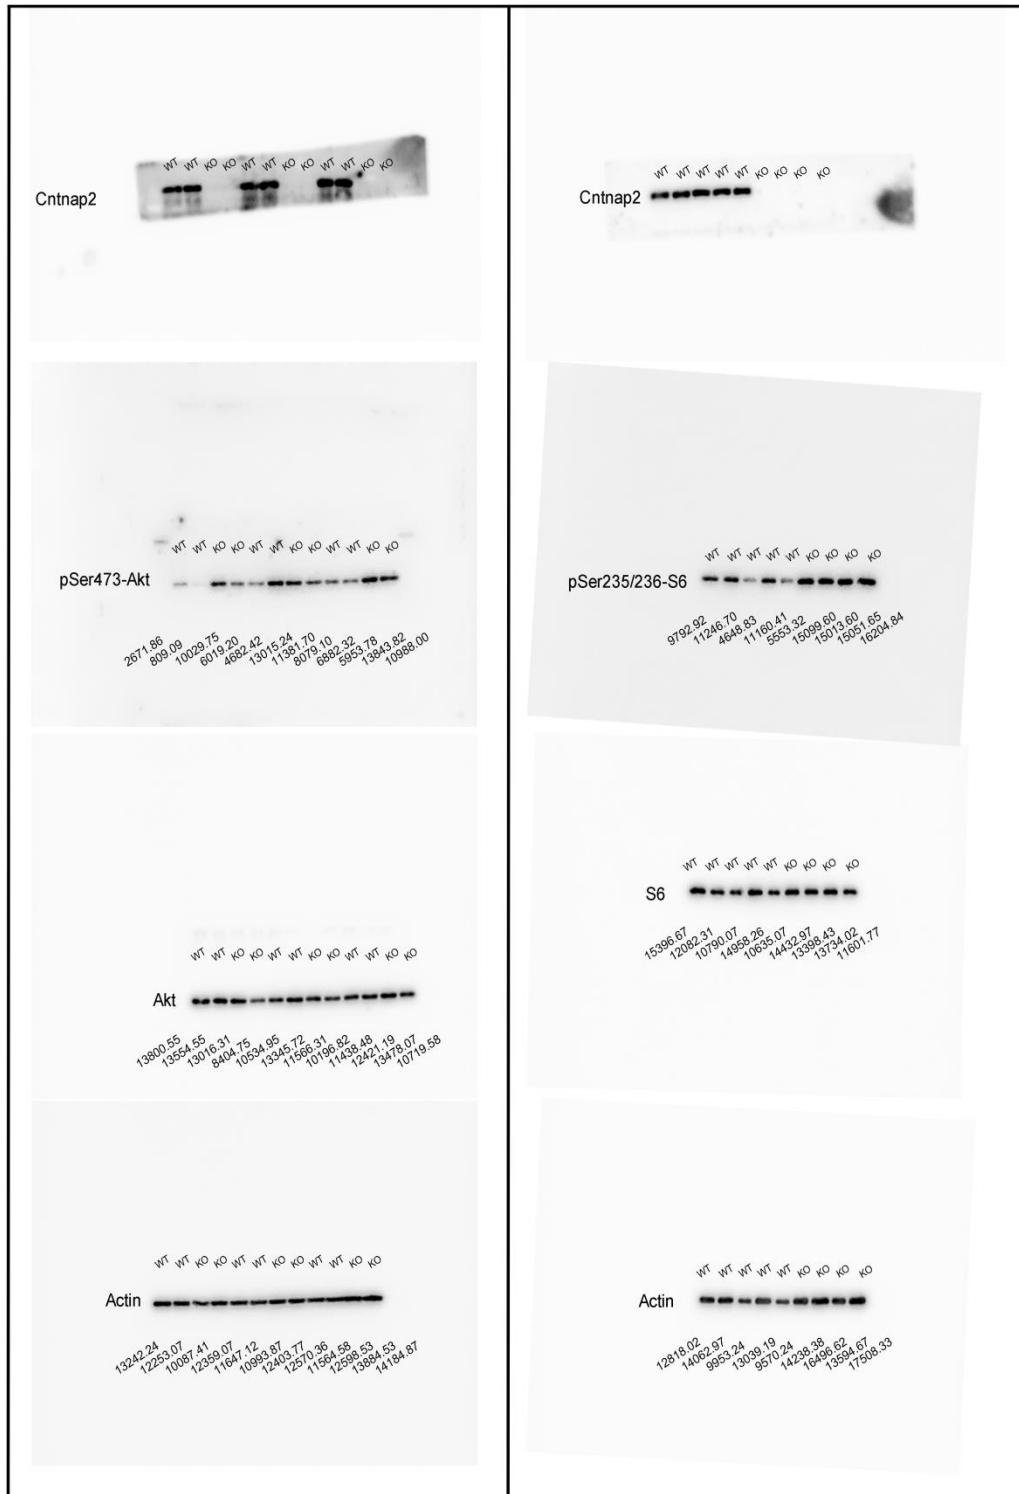 WT WT KO KO WT WT KO KO WT WT KO KO
Cntnap2
pSer473-Akt
WT WT KO KO WT WT KO KO WT WT KO KO
2671.86 809.09 10029.75 6019.20 4682.42 13015.24 11381.70 8079.10 6882.32 5953.78 13843.82 10988.00
WT WT KO KO WT WT KO KO WT WT KO KO
Akt
13800.55 13554.55 13016.31 8404.75 10534.95 13345.72 11566.31 10196.82 11438.48 12421.19 13478.07 10719.58
WT WT KO KO WT WT KO KO WT WT KO KO
Actin
13242.24 12253.07 10087.41 12359.07 11647.12 10993.87 12403.77 12570.36 11564.58 12598.53 13884.53 14184.87
WT WT WT WT WT KO KO KO KO
Cntnap2
WT WT WT WT WT KO KO KO KO
pSer235/236-S6
9792.92 11246.70 4648.83 11160.41 5553.32 15099.60 15013.60 15051.65 16204.84
WT WT WT WT WT KO KO KO KO
S6
15396.67 12082.31 10790.07 14958.26 10635.07 14432.97 13398.43 13734.02 11601.77
WT WT WT WT WT KO KO KO KO
Actin
12818.02 14062.97 9953.24 13039.19 9570.24 14238.38 16496.62 13594.67 17508.33